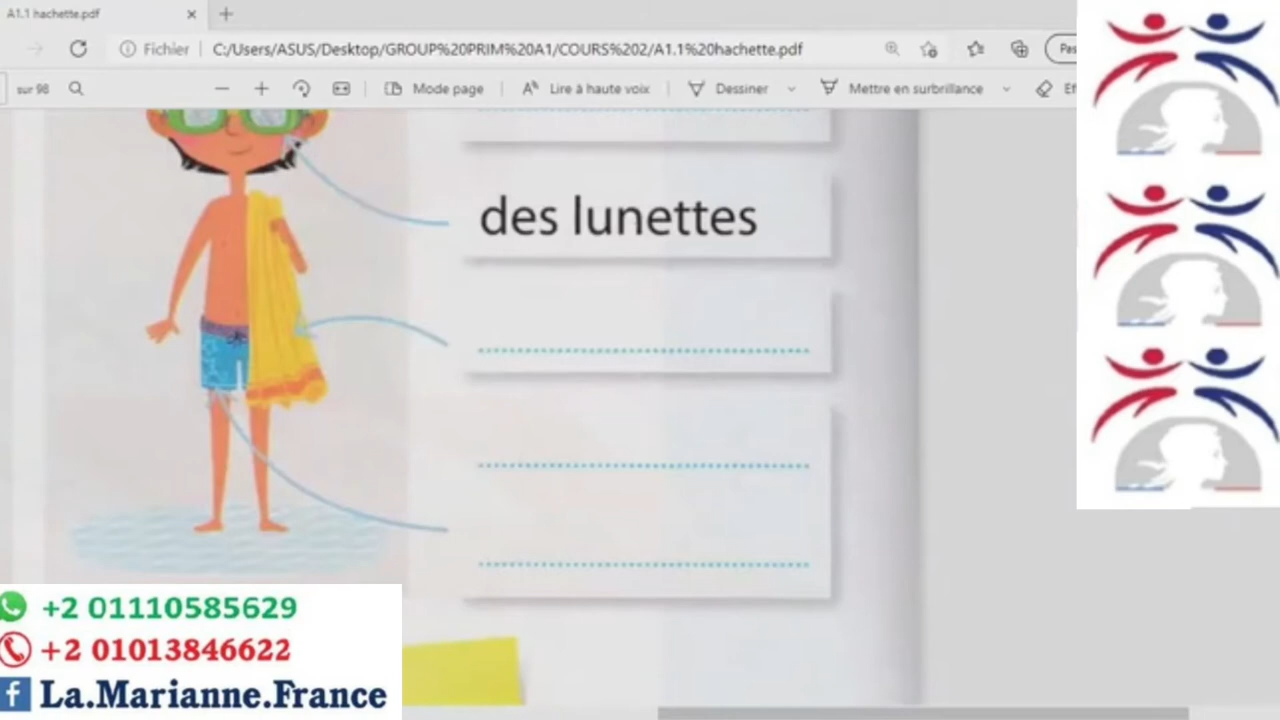 A1.1 hachette.pdf
Fichier C:/Users/ASUS/Desktop/GROUP%20PRIM%20A1/COURS%202/A1.1%20hachette.pdf
sur 98 Mode page Lire à haute voix Dessiner Mettre en surbrillance
des lunettes
+2 01110585629
+2 01013846622
La.Marianne.France